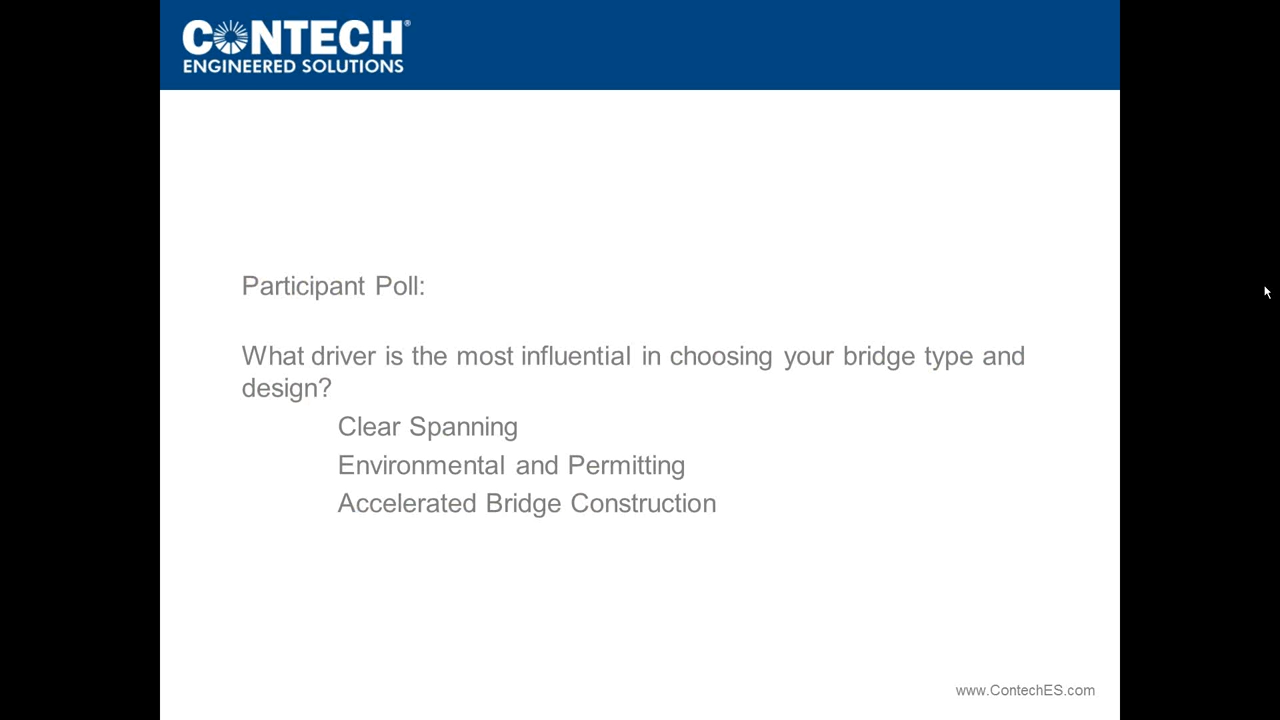 CONTECH®
ENGINEERED SOLUTIONS
Participant Poll:
What driver is the most influential in choosing your bridge type and
design?
Clear Spanning
Environmental and Permitting
Accelerated Bridge Construction
www.ContechES.com